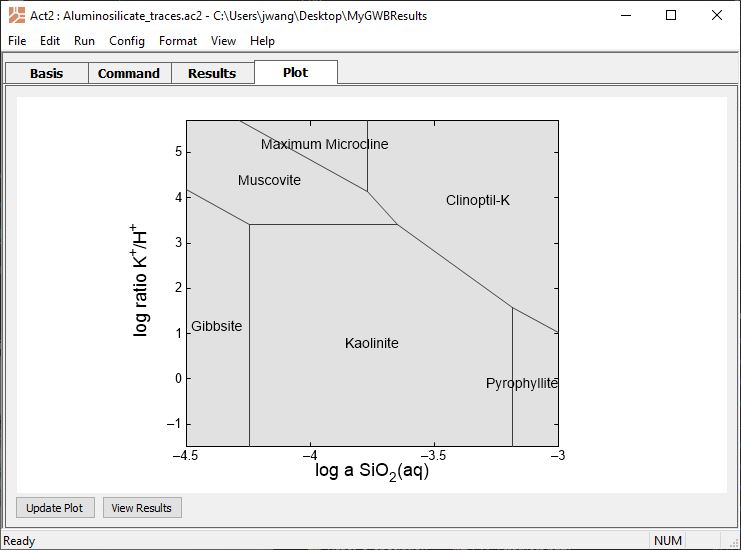 Act2 : Aluminosilicate_traces.ac2 - C:\Users\jwang\Desktop\MyGWBResults
File Edit Run Config Format View Help
Basis Command Results Plot
Maximum Microcline
Muscovite
Clinoptil-K
Gibbsite
Kaolinite
Pyrophyllite
5
4
3
2
1
0
−1
log ratio K⁺/H⁺
−4.5 −4 −3.5 −3
log a SiO₂(aq)
Update Plot View Results
Ready NUM